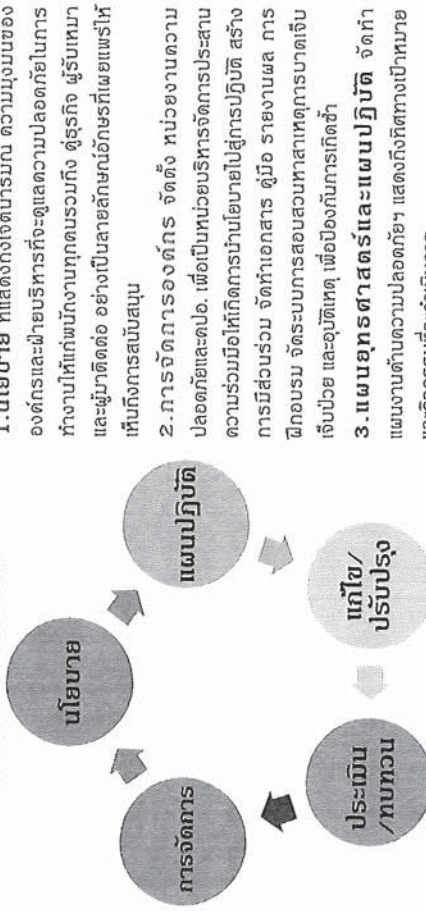 1.นโยบาย ที่แสดงถึงเจตนารมณ์ ความมุ่งมั่นของ
องค์กรและฝ่ายบริหารที่จะดูแลความปลอดภัยในการ
ทำงานให้แก่พนักงานทุกคนรวมถึง คู่ธุรกิจ ผู้รับเหมา
และผู้มาติดต่อ อย่างเป็นลายลักษณ์อักษรที่เผยแพร่ให้
เห็นถึงการสนับสนุน
2.การจัดการองค์กร จัดตั้ง หน่วยงานความ
ปลอดภัยและคปอ. เพื่อเป็นหน่วยบริหารจัดการประสาน
ความร่วมมือให้เกิดการนำนโยบายไปสู่การปฏิบัติ สร้าง
การมีส่วนร่วม จัดทำเอกสาร คู่มือ รายงานผล การ
ฝึกอบรม จัดระบบการสอบสวนหาสาเหตุการบาดเจ็บ
เจ็บป่วย และอุบัติเหตุ เพื่อป้องกันการเกิดซ้ำ
3.แผนยุทธศาสตร์และแผนปฏิบัติ จัดทำ
แผนงานด้านความปลอดภัยฯ แสดงถึงทิศทางเป้าหมาย
นโยบาย
แผนปฏิบัติ
แก้ไข/
ปรับปรุง
ประเมิน
/ทบทวน
การจัดการ